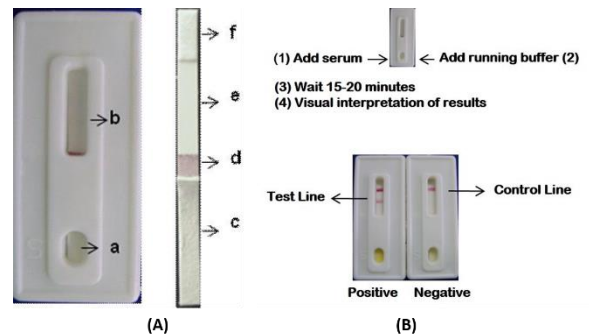 b
a
S
f
e
d
c
(A)
(1) Add serum
Add running buffer (2)
(3) Wait 15-20 minutes
(4) Visual interpretation of results
Test Line
Control Line
Positive
Negative
(B)